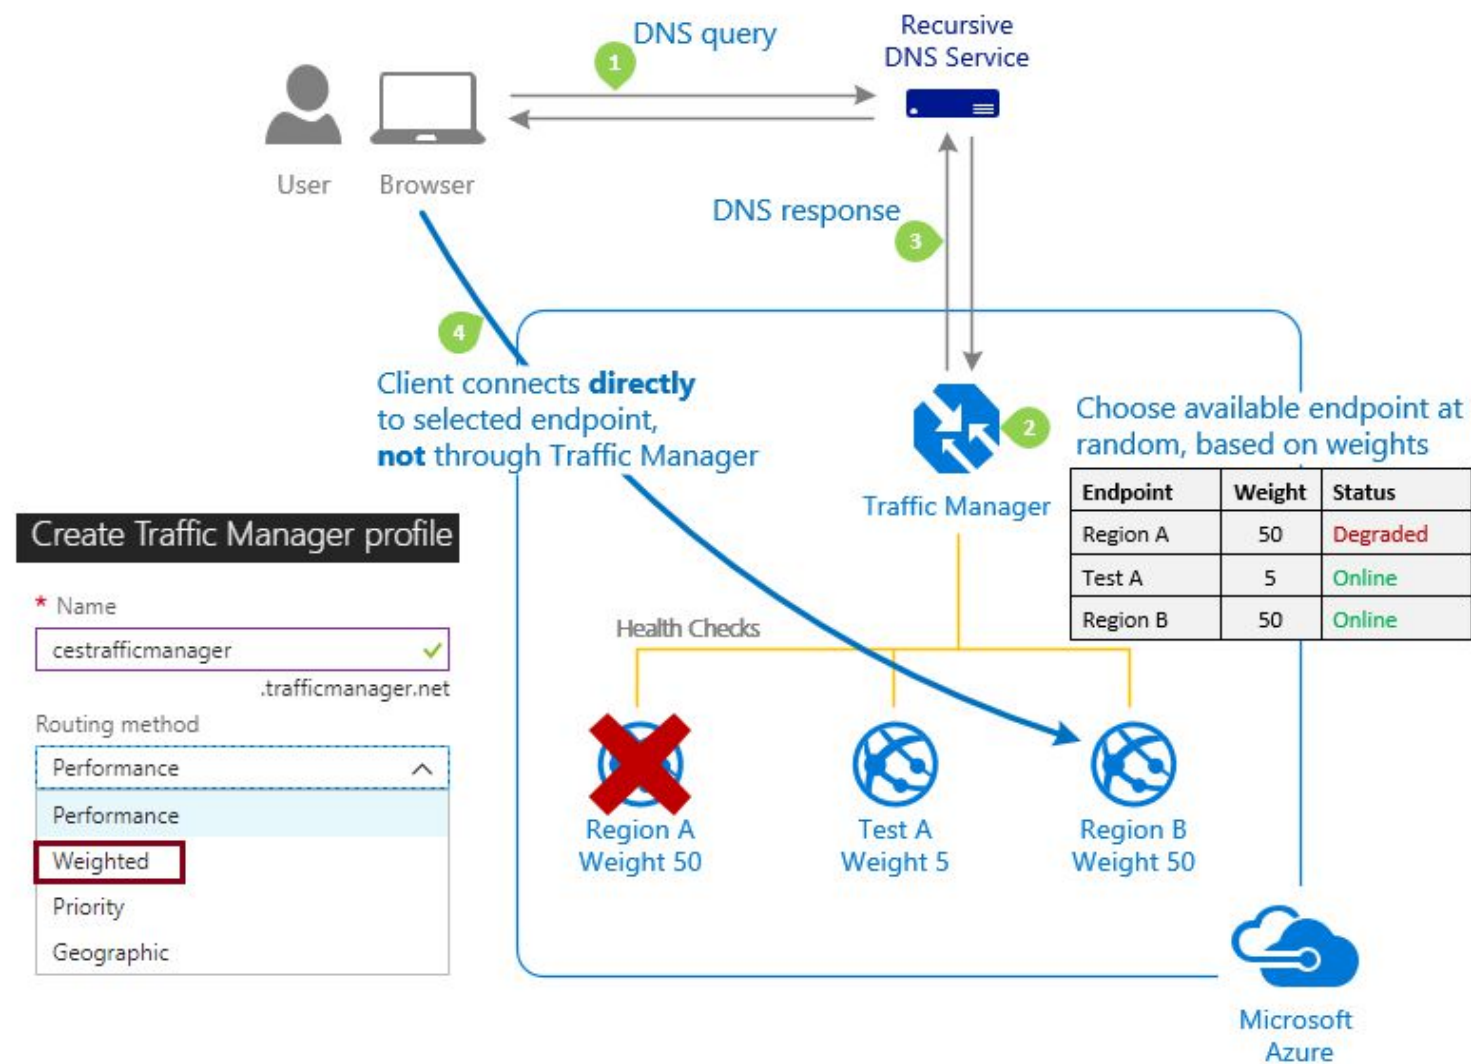 DNS query
1
Recursive
DNS Service
User
Browser
DNS response
3
4
Client connects directly
to selected endpoint,
not through Traffic Manager
2
Choose available endpoint at
random, based on weights
Traffic Manager
Endpoint Weight Status
Region A 50 Degraded
Test A 5 Online
Region B 50 Online
Create Traffic Manager profile
* Name
cestrafficmanager
.trafficmanager.net
Routing method
Performance
Performance
Weighted
Priority
Geographic
Health Checks
Region A
Weight 50
Test A
Weight 5
Region B
Weight 50
Microsoft
Azure